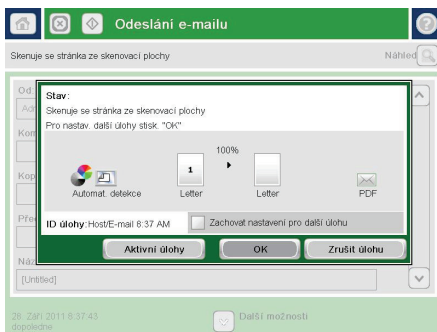 Odeslání e-mailu
Skenuje se stránka ze skenovací plochy
Náhled
Od:
Stav:
Skenuje se stránka ze skenovací plochy
Pro nastav. další úlohy stisk. "OK"
100%
1
Automat. detekce
Letter
Letter
PDF
ID úlohy:Host/E-mail 6:37 AM
Zachovat nastavení pro další úlohu
Aktivní úlohy
OK
Zrušit úlohu
[Untitled]
26. Září 2011 6:37:43
dopoledne
Další možnosti